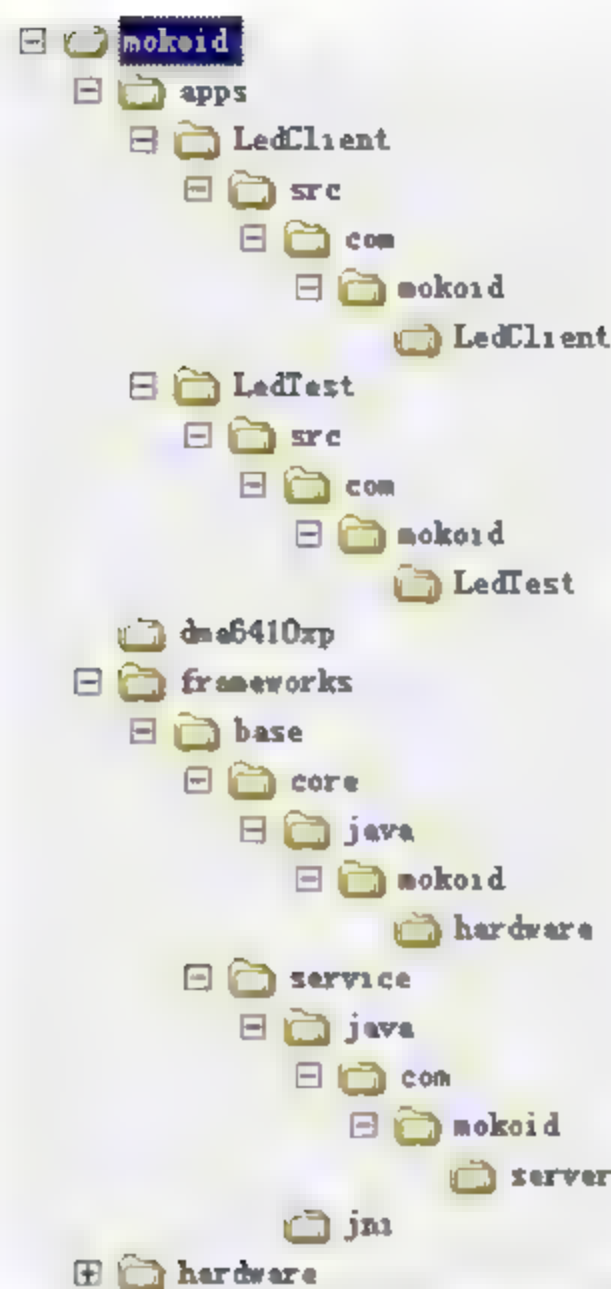 mokoid
apps
LedClient
src
com
mokoid
LedClient
LedTest
src
com
mokoid
LedTest
dma6410xp
frameworks
base
core
java
mokoid
hardware
service
java
com
mokoid
server
jni
hardware